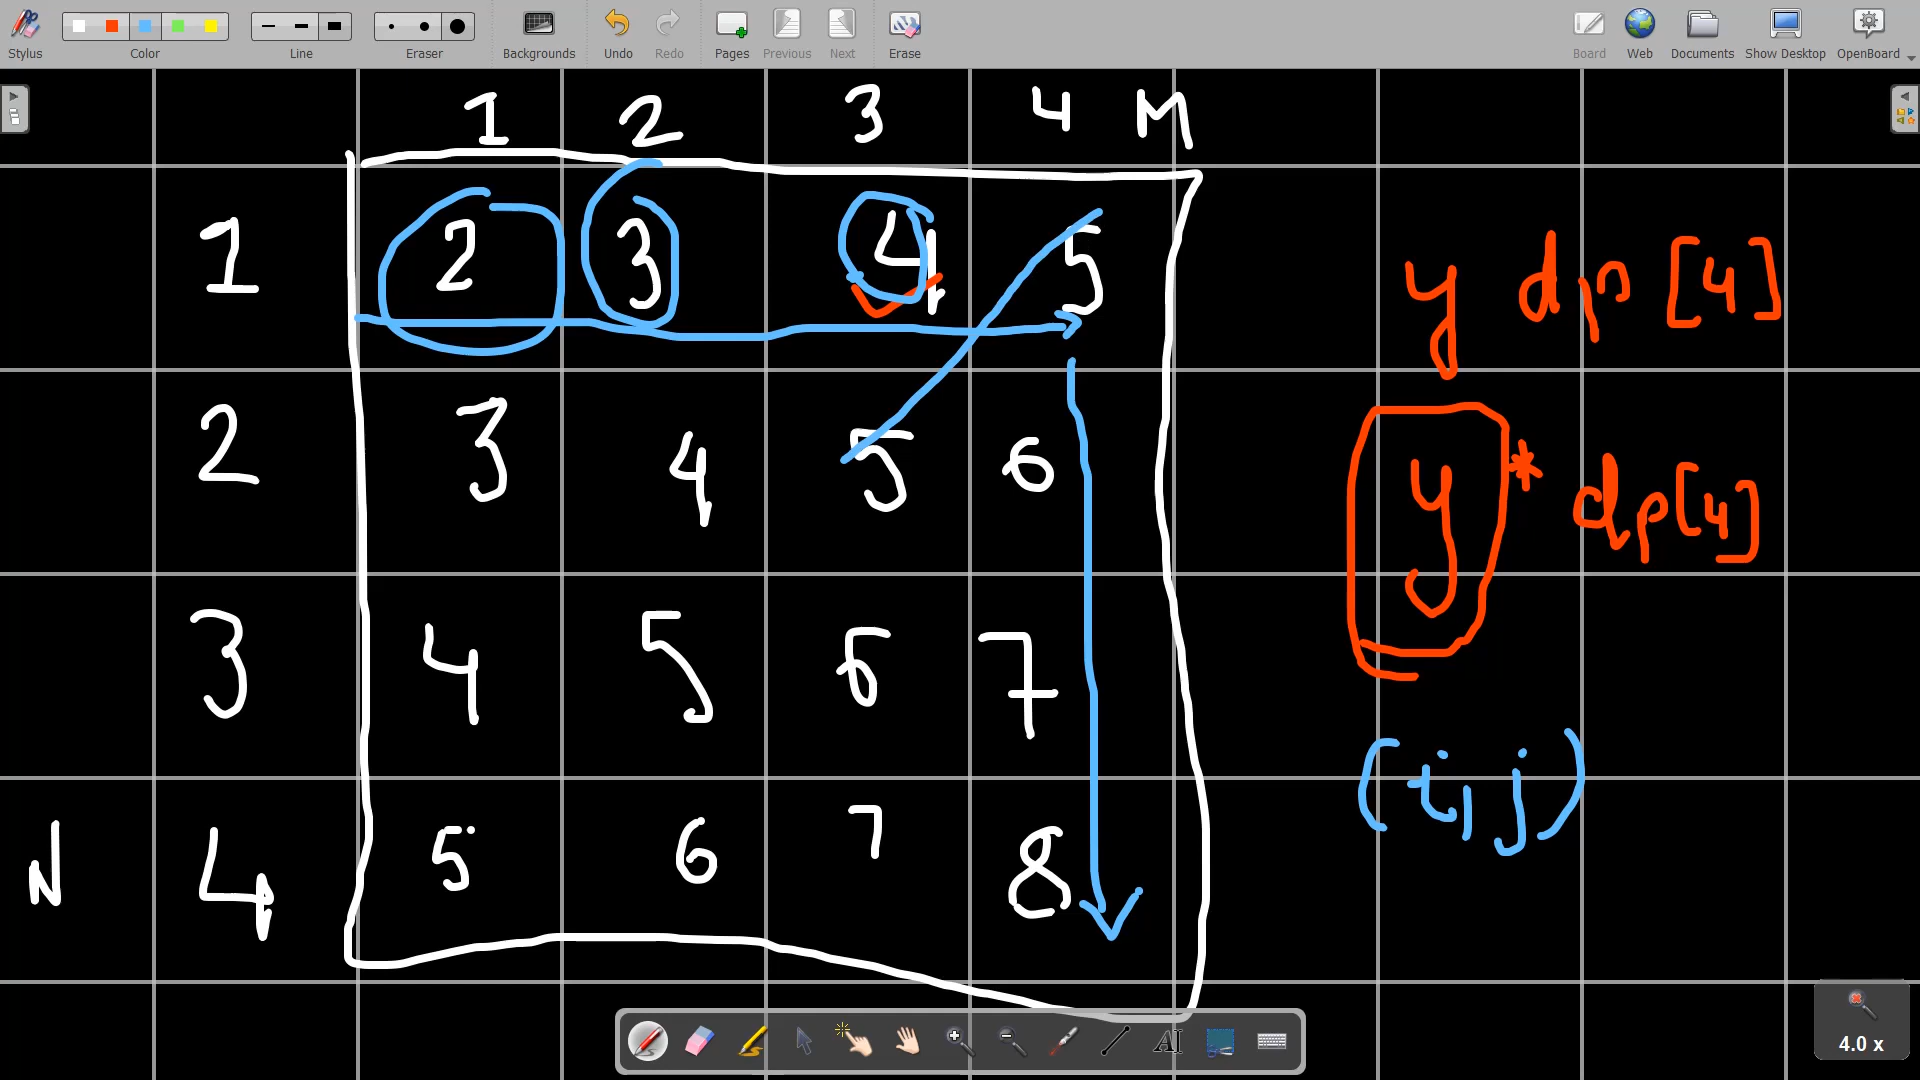 Stylus Color Line Eraser Backgrounds Undo Redo Pages Previous Next Erase Board Web Documents Show Desktop OpenBoard
1 2 3 4 M
1 2 3 4 5
y dp [4]
2 3 4 5 6
y * dp[4]
3 4 5 6 7
(i, j)
N 4 5 6 7 8
4.0 x